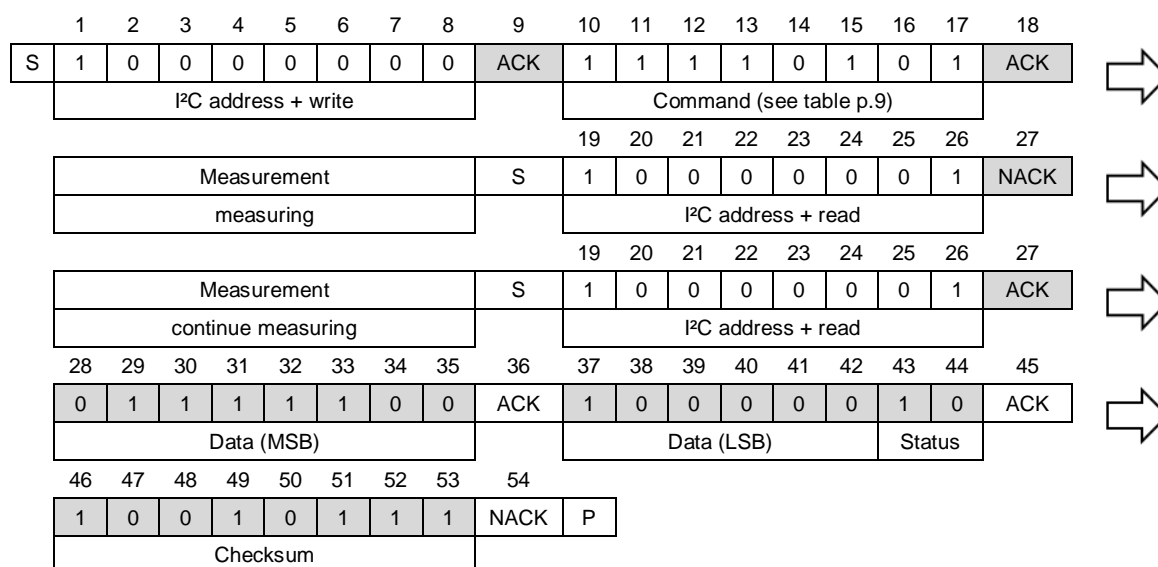 1 2 3 4 5 6 7 8 9 10 11 12 13 14 15 16 17 18
S 1 0 0 0 0 0 0 0 ACK 1 1 1 1 0 1 0 1 ACK
I²C address + write Command (see table p.9)
19 20 21 22 23 24 25 26 27
Measurement S 1 0 0 0 0 0 0 1 NACK
measuring I²C address + read
19 20 21 22 23 24 25 26 27
Measurement S 1 0 0 0 0 0 0 1 ACK
continue measuring I²C address + read
28 29 30 31 32 33 34 35 36 37 38 39 40 41 42 43 44 45
0 1 1 1 1 1 0 0 ACK 1 0 0 0 0 0 1 0 ACK
Data (MSB) Data (LSB) Status
46 47 48 49 50 51 52 53 54
1 0 0 1 0 1 1 1 NACK P
Checksum